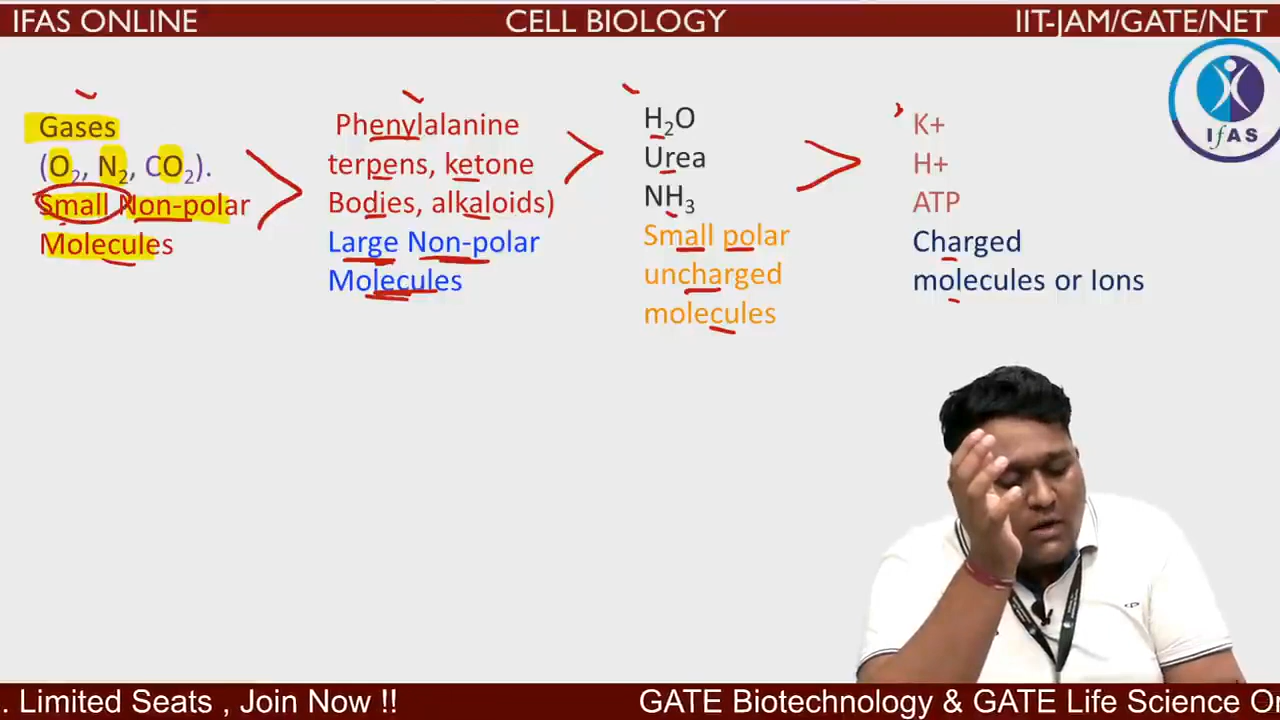 IFAS ONLINE
CELL BIOLOGY
IIT-JAM/GATE/NET
IfAS
Gases
(O₂, N₂, CO₂).
Small Non-polar
Molecules
>
Phenylalanine
terpens, ketone
Bodies, alkaloids)
Large Non-polar
Molecules
>
H₂O
Urea
NH₃
Small polar
uncharged
molecules
>
K+
H+
ATP
Charged
molecules or Ions
. Limited Seats , Join Now !!
GATE Biotechnology & GATE Life Science On